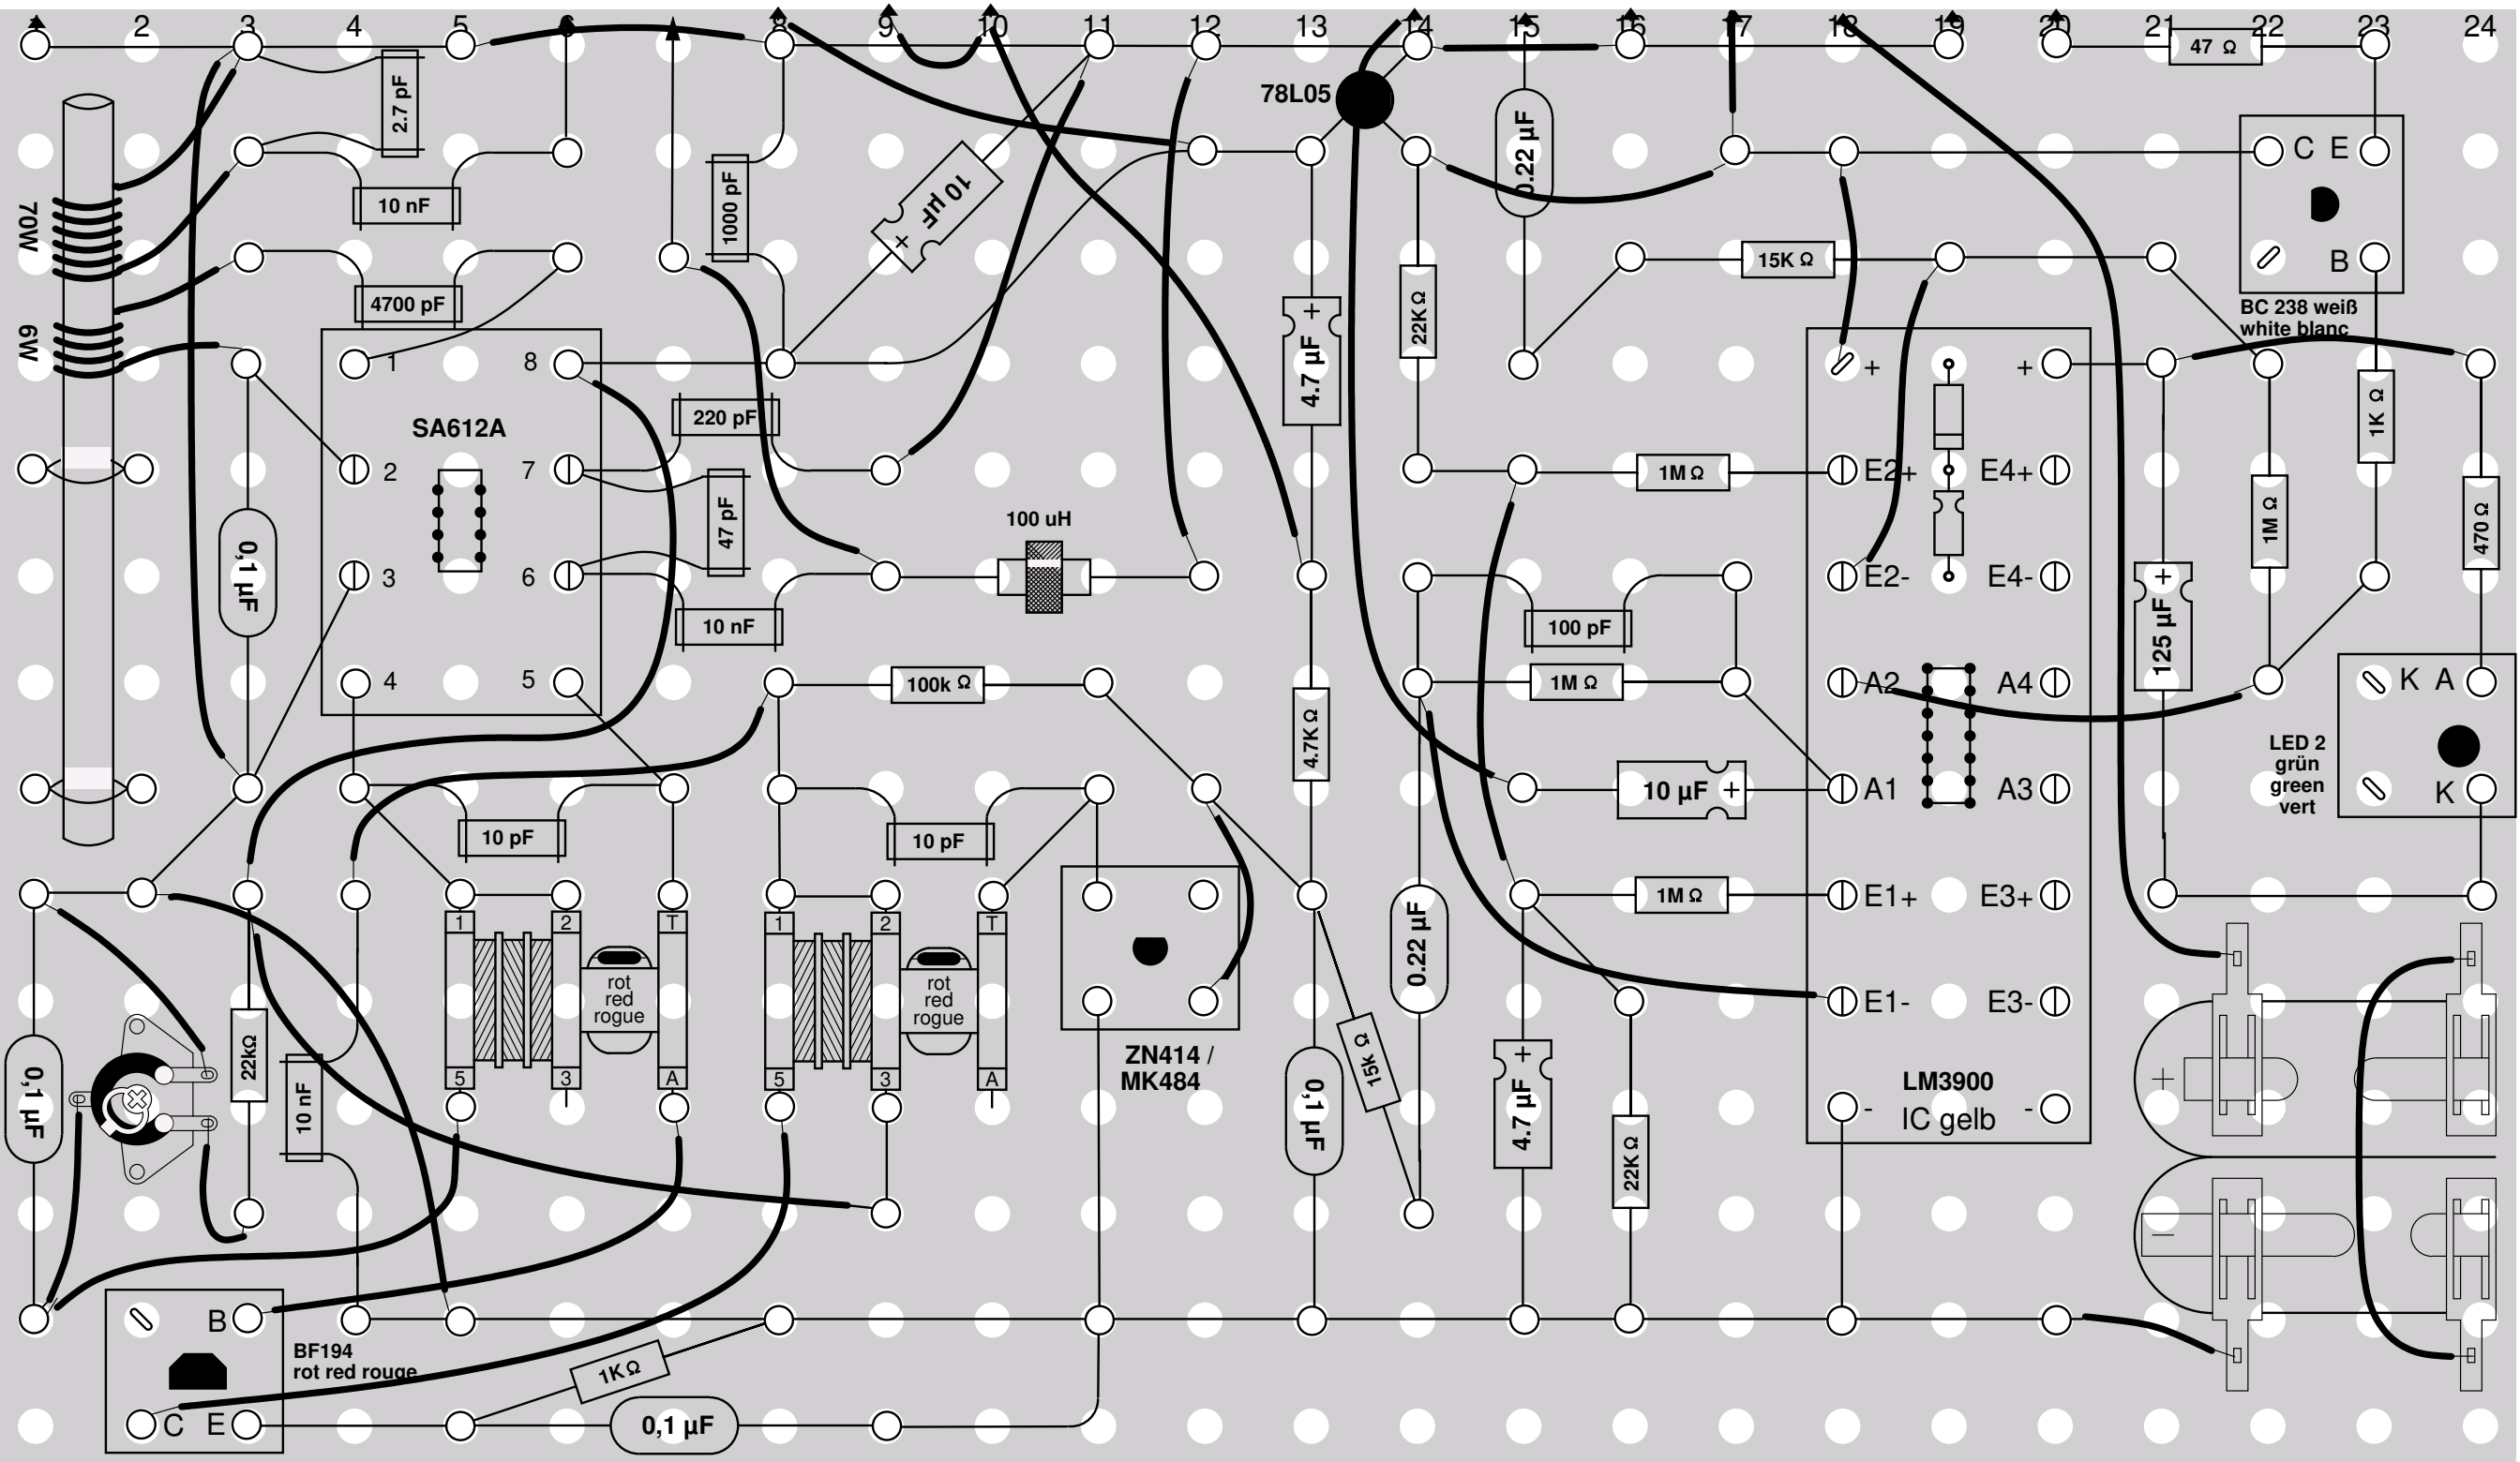 1 2 3 4 5 6 8 9 10 11 12 13 14 15 16 17 18 19 20 21 22 23 24
47 Ω
2.7 pF
78L05
0.22 µF
C E
10 nF
1000 pF
10 µF
+
70W
15K Ω
B
4700 pF
22KΩ
BC 238 weiß
white blanc
6W
4.7 µF
+
1 8
+ +
SA612A
220 pF
1K Ω
2 7
1M Ω
E2+ E4+
47 pF
100 uH
1M Ω
470 Ω
0,1 µF
3 6
E2- E4-
125 µF
+
10 nF
100 pF
4 5
100k Ω
1M Ω
A2 A4
K A
4.7KΩ
LED 2
grün
green
vert
10 µF +
A1 A3
K
10 pF
10 pF
1M Ω
E1+ E3+
1 2 T
1 2 T
0.22 µF
rot
red
rogue
rot
red
rogue
E1- E3-
22kΩ
15k Ω
ZN414 /
MK484
5 3 A
5 3 A
0,1 µF
10 nF
0,1 µF
4.7 µF
+
22K Ω
LM3900
IC gelb
- -
+
–
B
BF194
rot red rouge
1K Ω
C E
0,1 µF